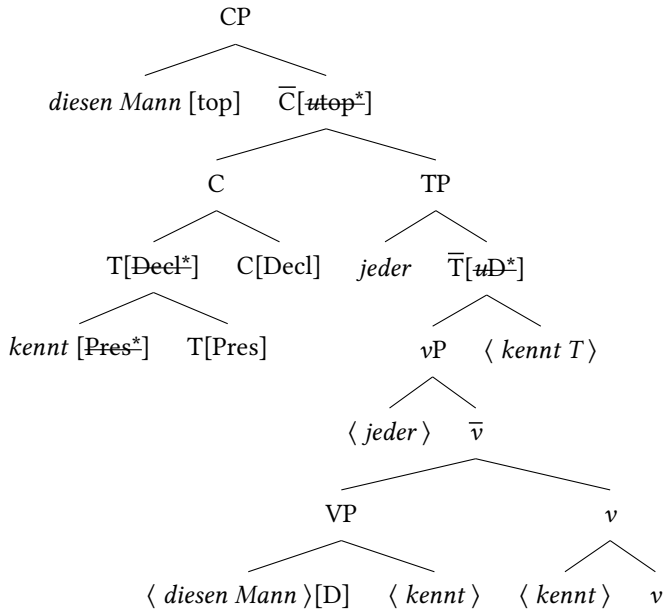 CP
diesen Mann [top] C̅[utop*]
C TP
T[Decl*] C[Decl] jeder T̅[uD*]
kennt [Pres*] T[Pres] vP ⟨ kennt T ⟩
⟨ jeder ⟩ v̅
VP v
⟨ diesen Mann ⟩[D] ⟨ kennt ⟩ ⟨ kennt ⟩ v